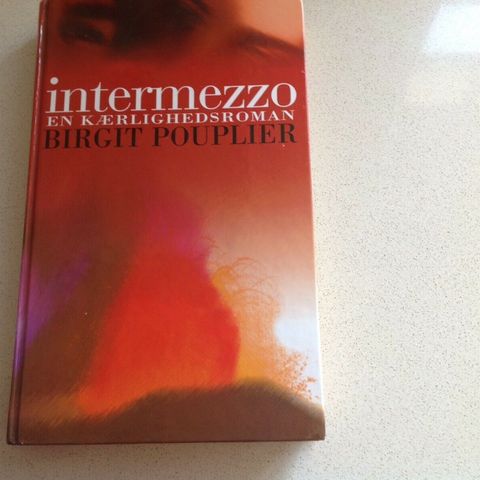 intermezzo
EN KÆRLIGHEDSROMAN
BIRGIT POUPLIER